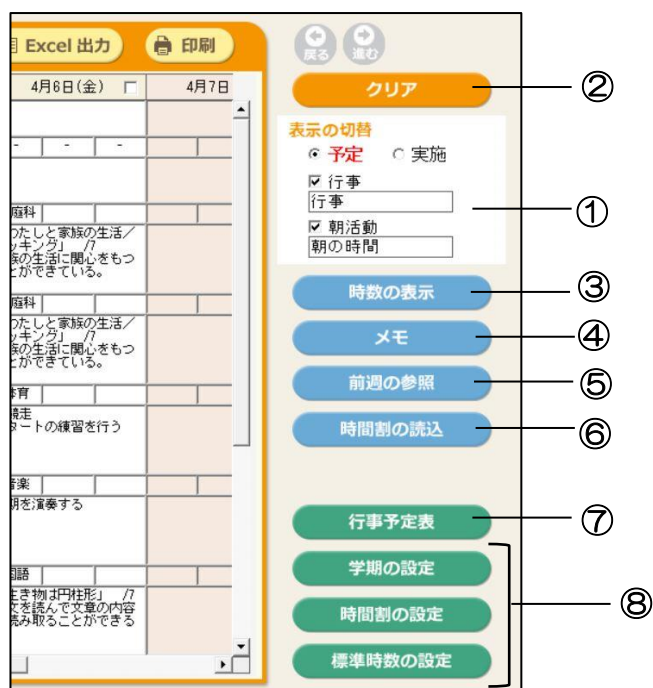 Excel 出力
印刷
戻る
進む
4月6日(金)
4月7日
クリア
②
表示の切替
予定
実施
行事
行事
朝活動
朝の時間
①
- - -
庭科
わたしと家族の生活／
ッキング」 /7
族の生活に関心をもつ
とができている。
時数の表示
③
庭科
わたしと家族の生活／
ッキング」 /7
族の生活に関心をもつ
とができている。
メモ
④
前週の参照
⑤
体育
競走
タートの練習を行う
時間割の読込
⑥
音楽
期を演奏する
行事予定表
⑦
国語
生き物は円柱形」 /7
文を読んで文章の内容
読み取ることができる
学期の設定
時間割の設定
標準時数の設定
⑧